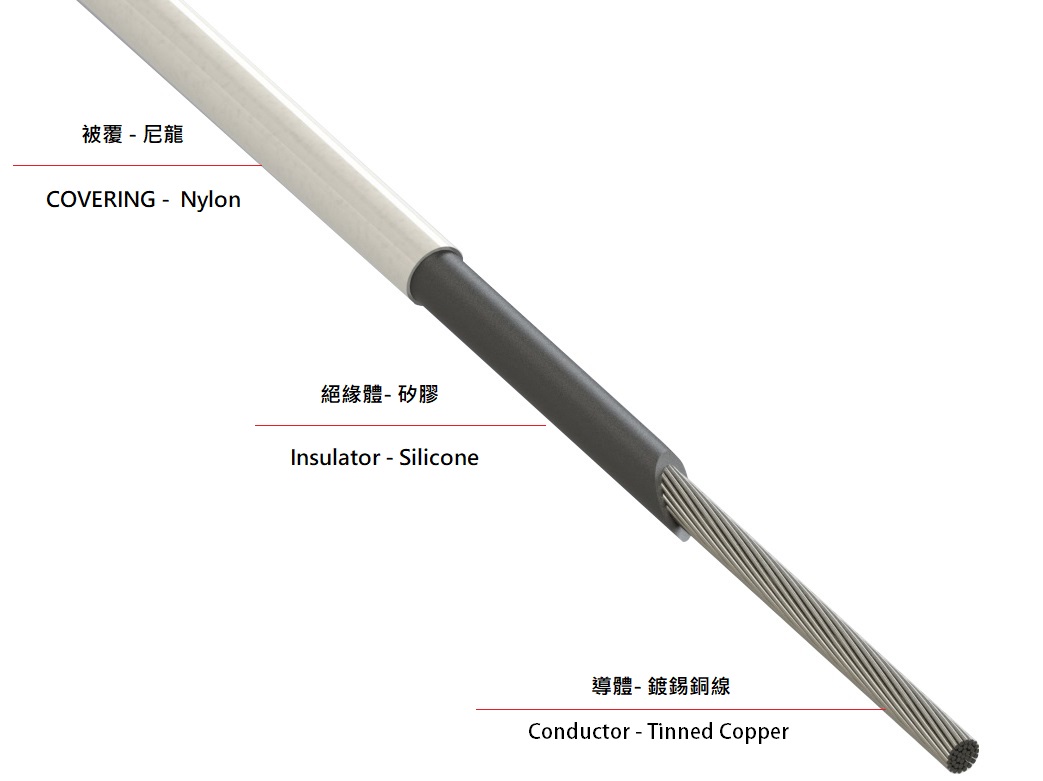 被覆 - 尼龍
COVERING - Nylon
絕緣體- 矽膠
Insulator - Silicone
導體- 鍍錫銅線
Conductor - Tinned Copper